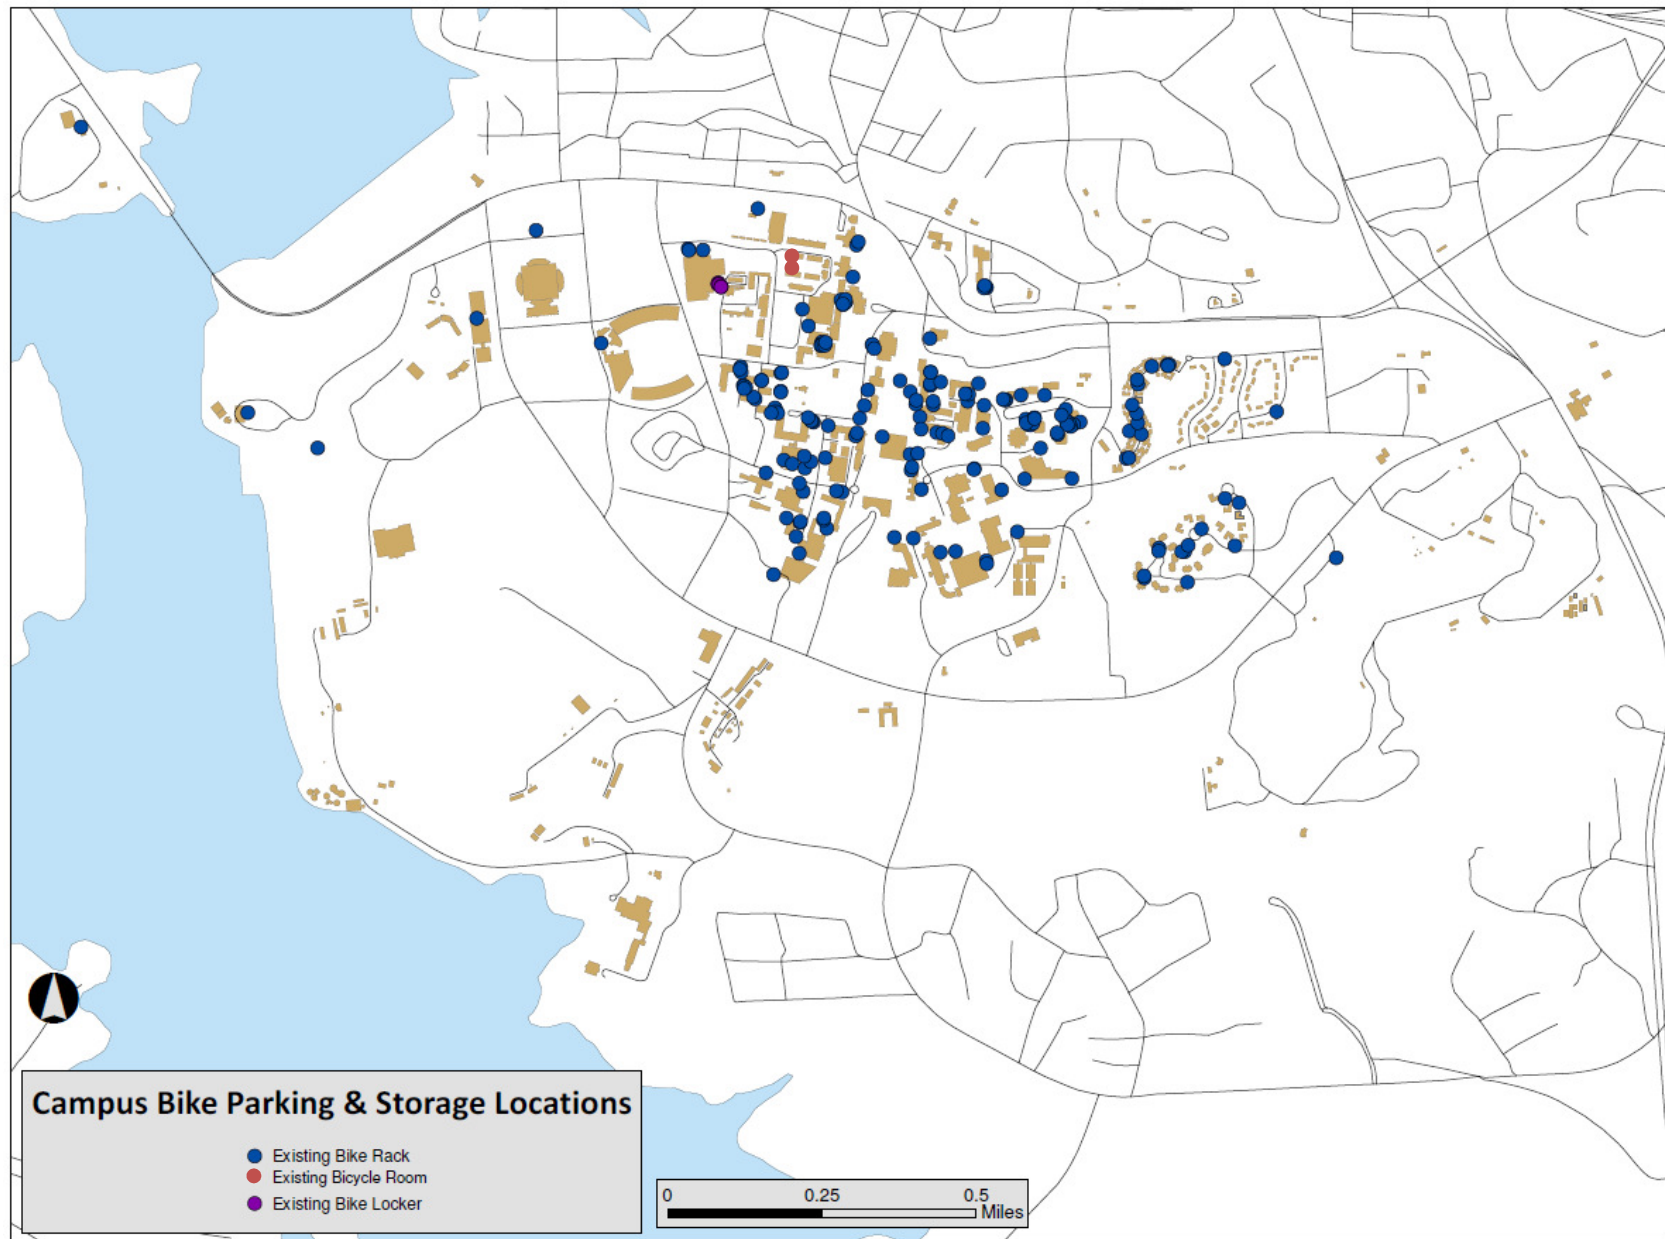 Campus Bike Parking & Storage Locations
Existing Bike Rack
Existing Bicycle Room
Existing Bike Locker
0 0.25 0.5
Miles